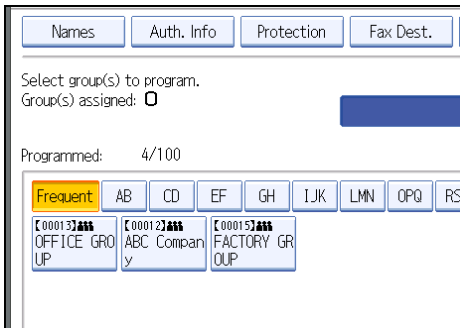 Names Auth. Info Protection Fax Dest.
Select group(s) to program.
Group(s) assigned: 0
Programmed: 4/100
Frequent AB CD EF GH IJK LMN OPQ RS
【00013】 【00012】 【00015】
OFFICE GRO ABC Compan FACTORY GR
UP y OUP